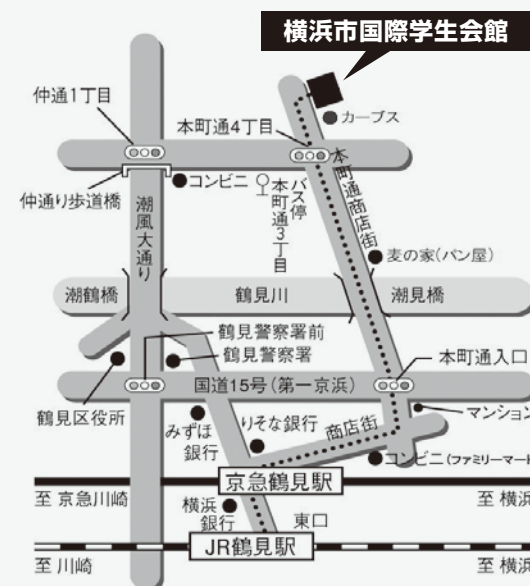 横浜市国際学生会館
仲通1丁目
本町通4丁目
カーブス
仲通り歩道橋
コンビニ
バス停
本町通3丁目
本町通商店街
潮風大通り
麦の家(パン屋)
潮鶴橋
鶴見川
潮見橋
鶴見警察署前
鶴見警察署
本町通入口
国道15号(第一京浜)
鶴見区役所
みずほ
銀行
りそな銀行
商店街
マンション
コンビニ(ファミリーマート)
京急鶴見駅
至 京急川崎
至 横浜
横浜
銀行
東口
JR鶴見駅
至 川崎
至 横浜